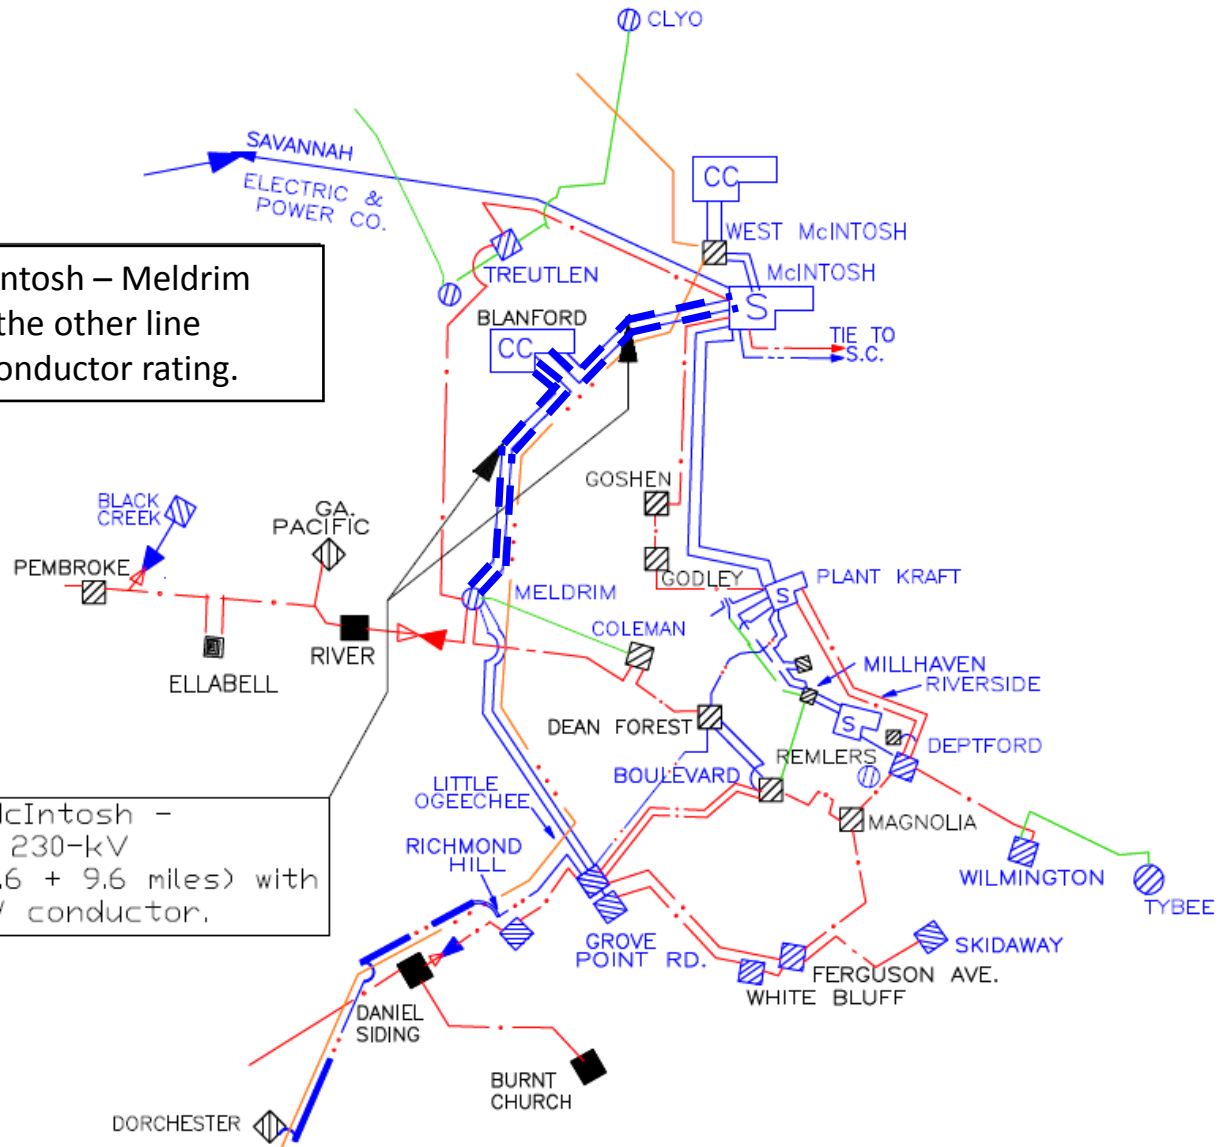 CLYO
SAVANNAH
ELECTRIC &
POWER CO.
CC
WEST McINTOSH
McINTOSH
S
TREUTLEN
ntosh – Meldrim
the other line
onductor rating.
BLANFORD
CC
TIE TO
S.C.
GOSHEN
BLACK
CREEK
GA.
PACIFIC
PEMBROKE
GODLEY
PLANT KRAFT
S
MELDRIM
COLEMAN
RIVER
ELLABELL
MILLHAVEN
RIVERSIDE
DEAN FOREST
S
REMLERS
DEPTFORD
BOULEVARD
LITTLE
OGEECHEE
MAGNOLIA
cIntosh –
230-kV
.6 + 9.6 miles) with
conductor.
RICHMOND
HILL
WILMINGTON
TYBEE
GROVE
POINT RD.
SKIDAWAY
FERGUSON AVE.
WHITE BLUFF
DANIEL
SIDING
BURNT
CHURCH
DORCHESTER